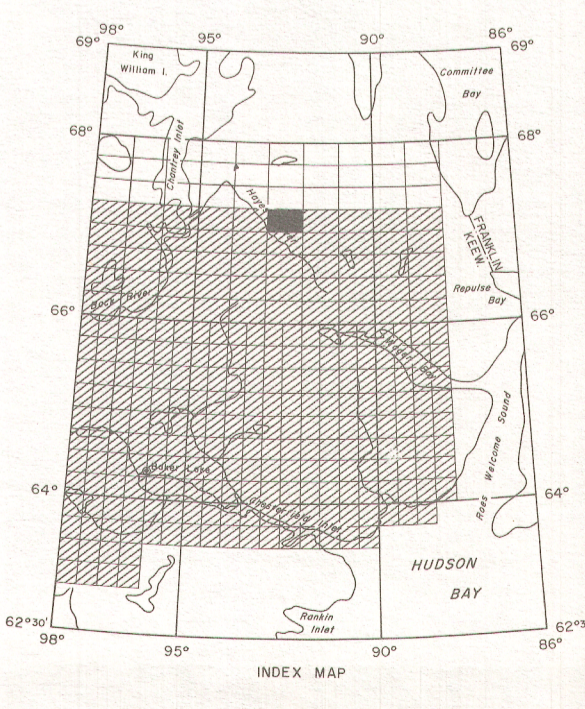 98°
95°
90°
86°
69°
69°
King
William I.
Committee
Bay
68°
68°
Chantrey Inlet
FRANKLIN
KEEW.
Repulse
Bay
Back River
66°
66°
Wager Bay
Roes Welcome Sound
Baker Lake
64°
64°
Chesterfield Inlet
HUDSON
BAY
Rankin
Inlet
62°30'
62°3
98°
95°
90°
86°
INDEX MAP